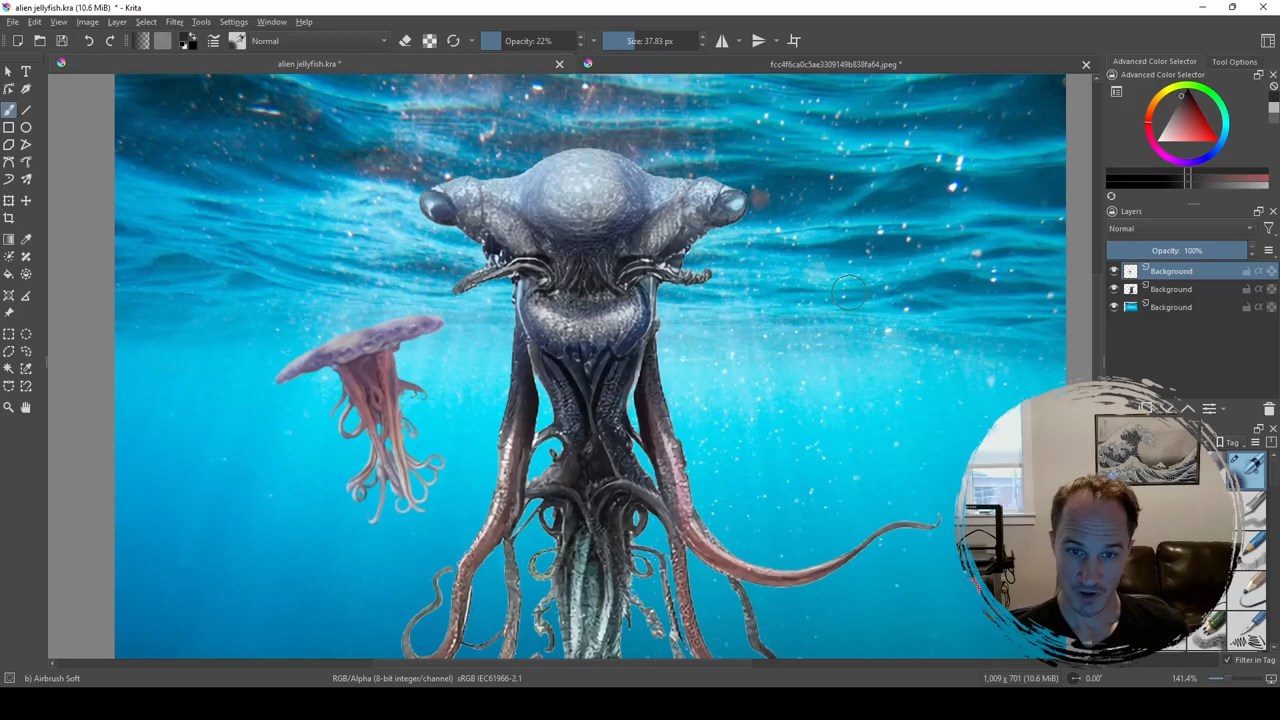 alien jellyfish.kra (10.6 MiB) * - Krita
File Edit View Image Layer Select Filter Tools Settings Window Help
Normal
Opacity: 22%
Size: 37.83 px
alien jellyfish.kra *
fcc4f6ca0c5ae3309149b838fa64.jpeg *
Advanced Color Selector
Tool Options
Advanced Color Selector
Layers
Normal
Opacity: 100%
Background
Background
Background
Tag
Filter in Tag
b) Airbrush Soft
RGB/Alpha (8-bit integer/channel) sRGB IEC61966-2.1
1,009 x 701 (10.6 MiB)
0.00°
141.4%